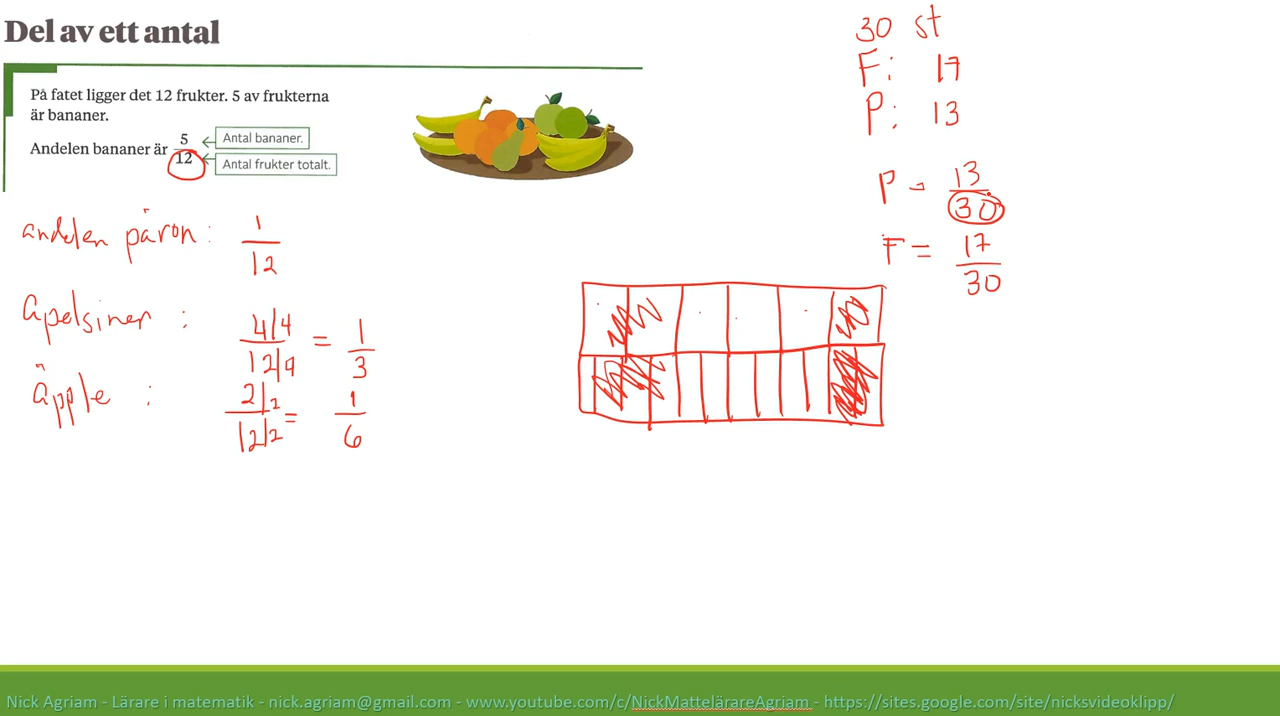 Del av ett antal
På fatet ligger det 12 frukter. 5 av frukterna
är bananer.
Andelen bananer är 5/12
Antal bananer.
Antal frukter totalt.
andelen päron: 1/12
Apelsiner: 4/4 / 12/4 = 1/3
Äpple: 2/2 / 12/2 = 1/6
30 st
F: 17
P: 13
P = 13/30
F = 17/30
Nick Agriam - Lärare i matematik - nick.agriam@gmail.com - www.youtube.com/c/NickMattelärareAgriam - https://sites.google.com/site/nicksvideoklipp/